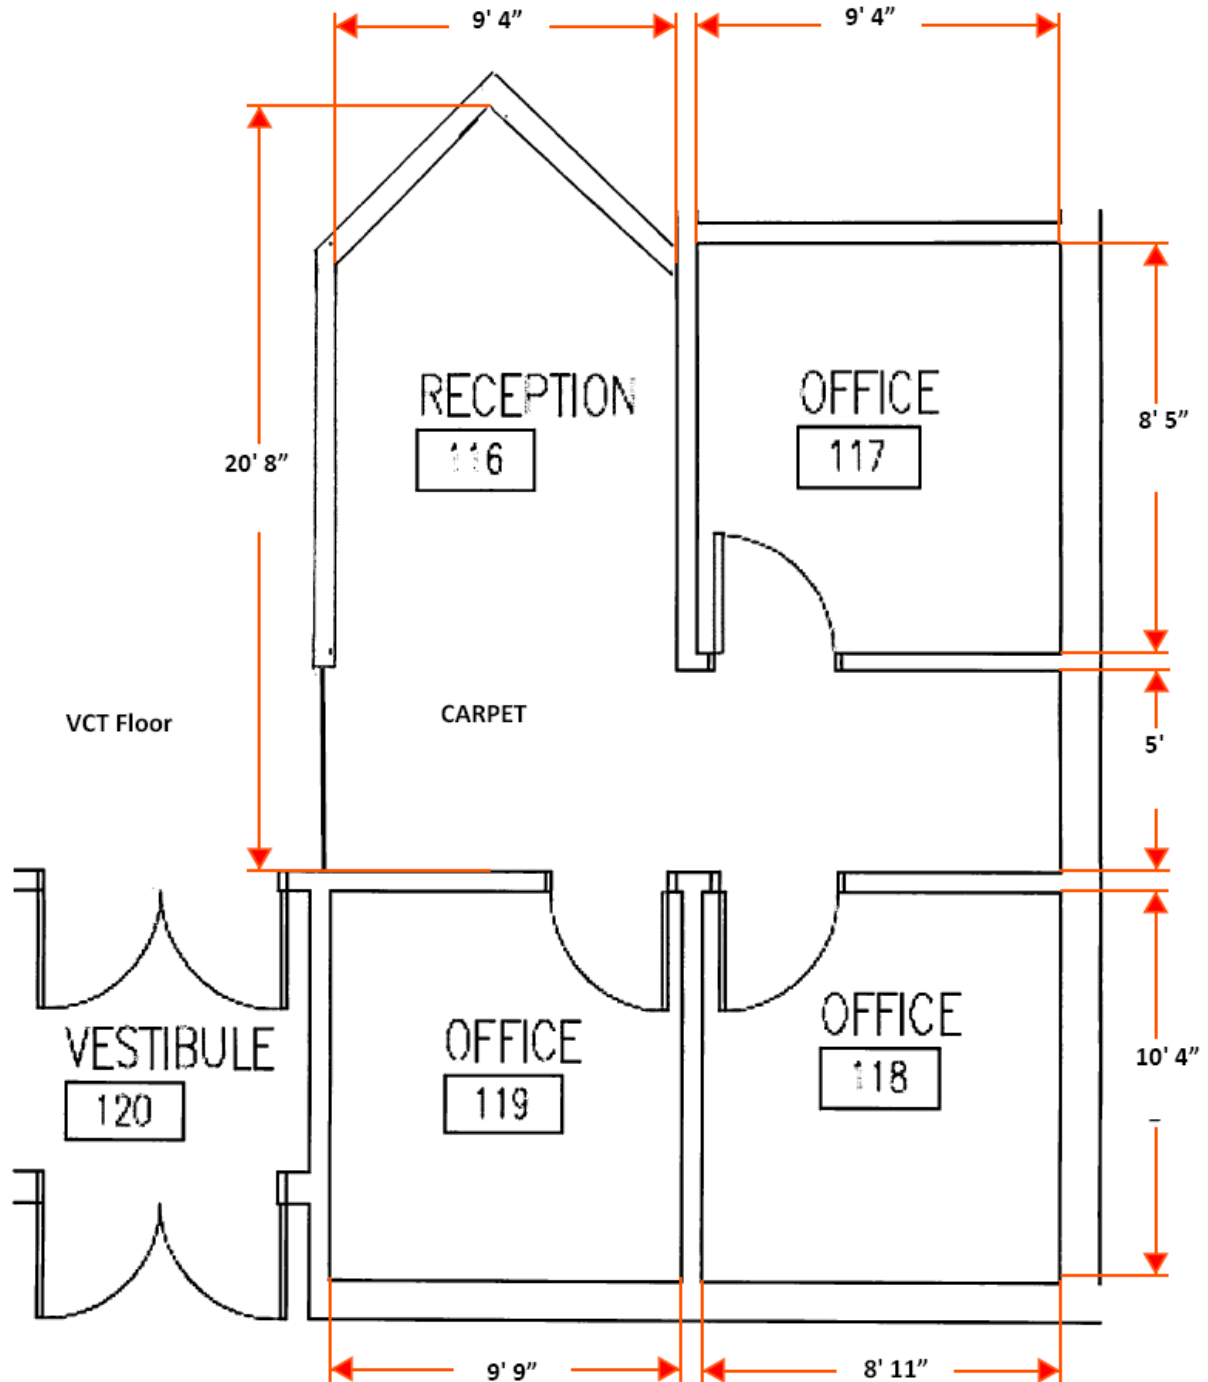 9' 4”
9' 4”
RECEPTION
116
OFFICE
117
8' 5”
20' 8”
VCT Floor
CARPET
5'
VESTIBULE
120
OFFICE
119
OFFICE
118
10' 4”
9' 9”
8' 11”